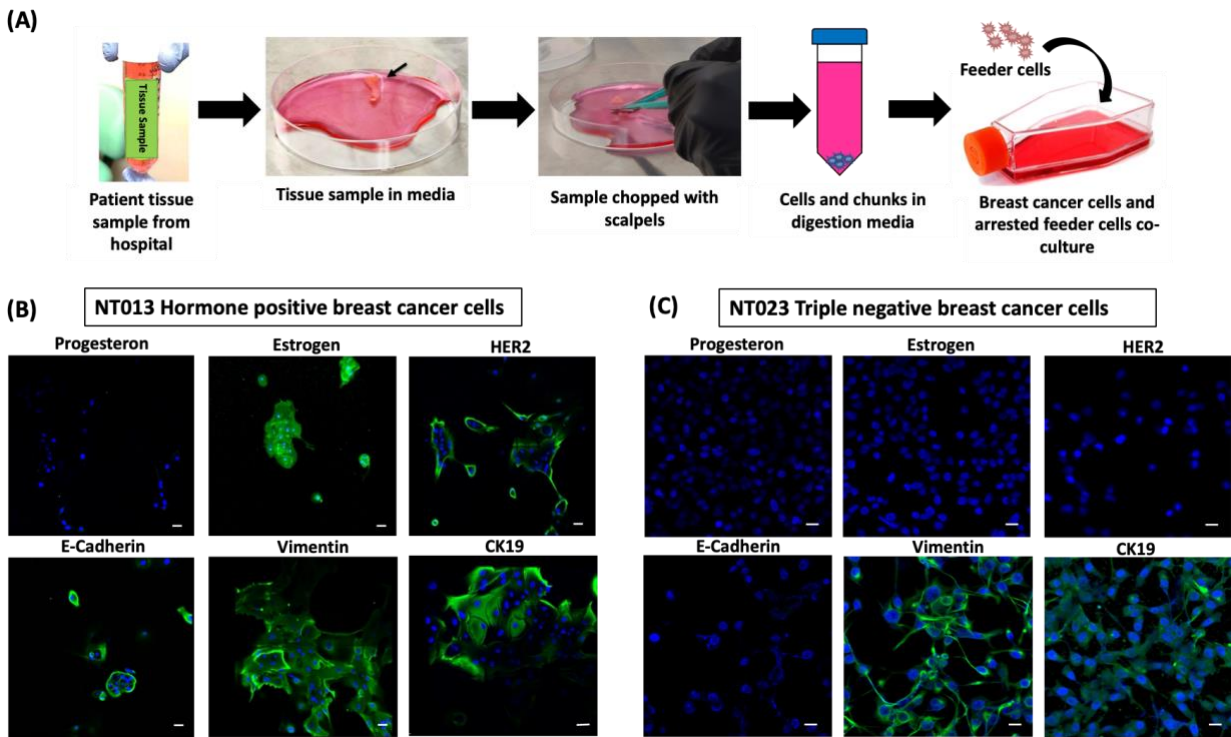 (A)
Tissue Sample
Patient tissue
sample from
hospital
Tissue sample in media
Sample chopped with
scalpels
Cells and chunks in
digestion media
Feeder cells
Breast cancer cells and
arrested feeder cells co-
culture
(B)
NT013 Hormone positive breast cancer cells
Progesteron
Estrogen
HER2
E-Cadherin
Vimentin
CK19
(C)
NT023 Triple negative breast cancer cells
Progesteron
Estrogen
HER2
E-Cadherin
Vimentin
CK19